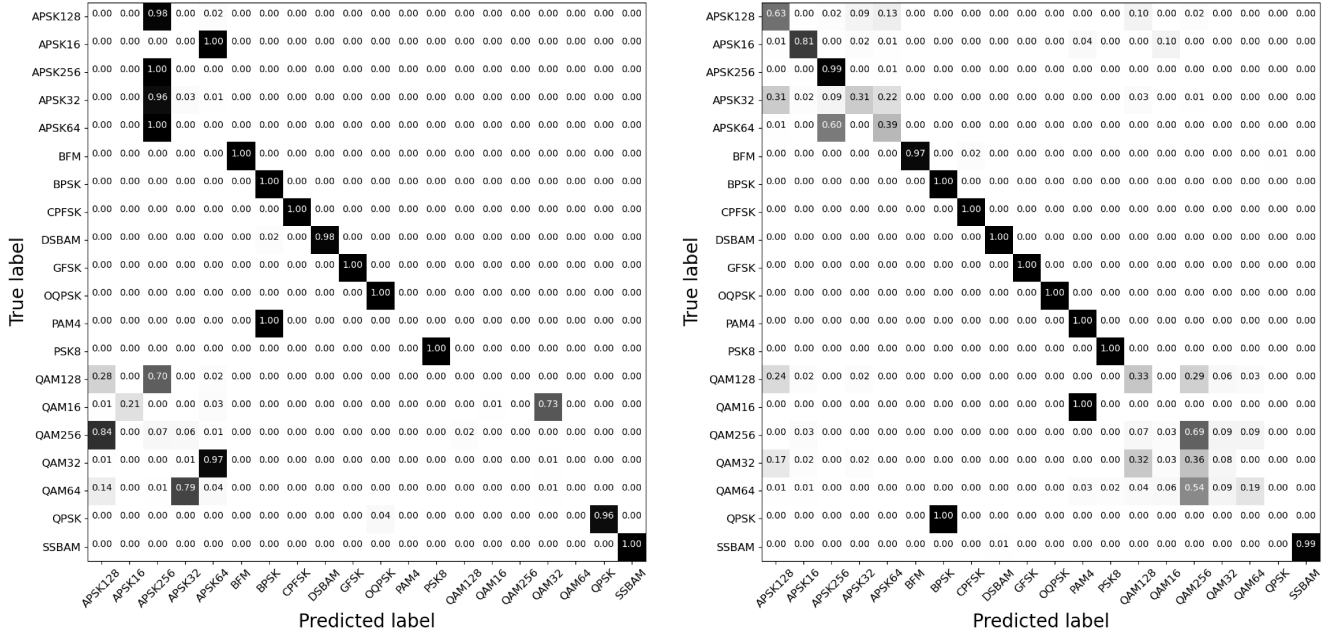 True label
APSK128 0.00 0.00 0.98 0.00 0.02 0.00 0.00 0.00 0.00 0.00 0.00 0.00 0.00 0.00 0.00 0.00 0.00 0.00 0.00 0.00
APSK16 0.00 0.00 0.00 0.00 1.00 0.00 0.00 0.00 0.00 0.00 0.00 0.00 0.00 0.00 0.00 0.00 0.00 0.00 0.00 0.00
APSK256 0.00 0.00 1.00 0.00 0.00 0.00 0.00 0.00 0.00 0.00 0.00 0.00 0.00 0.00 0.00 0.00 0.00 0.00 0.00 0.00
APSK32 0.00 0.00 0.96 0.03 0.01 0.00 0.00 0.00 0.00 0.00 0.00 0.00 0.00 0.00 0.00 0.00 0.00 0.00 0.00 0.00
APSK64 0.00 0.00 1.00 0.00 0.00 0.00 0.00 0.00 0.00 0.00 0.00 0.00 0.00 0.00 0.00 0.00 0.00 0.00 0.00 0.00
BFM 0.00 0.00 0.00 0.00 0.00 1.00 0.00 0.00 0.00 0.00 0.00 0.00 0.00 0.00 0.00 0.00 0.00 0.00 0.00 0.00
BPSK 0.00 0.00 0.00 0.00 0.00 0.00 1.00 0.00 0.00 0.00 0.00 0.00 0.00 0.00 0.00 0.00 0.00 0.00 0.00 0.00
CPFSK 0.00 0.00 0.00 0.00 0.00 0.00 0.00 1.00 0.00 0.00 0.00 0.00 0.00 0.00 0.00 0.00 0.00 0.00 0.00 0.00
DSBAM 0.00 0.00 0.00 0.00 0.00 0.00 0.02 0.00 0.98 0.00 0.00 0.00 0.00 0.00 0.00 0.00 0.00 0.00 0.00 0.00
GFSK 0.00 0.00 0.00 0.00 0.00 0.00 0.00 0.00 0.00 1.00 0.00 0.00 0.00 0.00 0.00 0.00 0.00 0.00 0.00 0.00
OQPSK 0.00 0.00 0.00 0.00 0.00 0.00 0.00 0.00 0.00 0.00 1.00 0.00 0.00 0.00 0.00 0.00 0.00 0.00 0.00 0.00
PAM4 0.00 0.00 0.00 0.00 0.00 0.00 1.00 0.00 0.00 0.00 0.00 0.00 0.00 0.00 0.00 0.00 0.00 0.00 0.00 0.00
PSK8 0.00 0.00 0.00 0.00 0.00 0.00 0.00 0.00 0.00 0.00 0.00 0.00 1.00 0.00 0.00 0.00 0.00 0.00 0.00 0.00
QAM128 0.28 0.00 0.70 0.00 0.02 0.00 0.00 0.00 0.00 0.00 0.00 0.00 0.00 0.00 0.00 0.00 0.00 0.00 0.00 0.00
QAM16 0.01 0.21 0.00 0.00 0.03 0.00 0.00 0.00 0.00 0.00 0.00 0.00 0.00 0.00 0.01 0.00 0.73 0.00 0.00 0.00
QAM256 0.84 0.00 0.07 0.06 0.01 0.00 0.00 0.00 0.00 0.00 0.00 0.00 0.00 0.02 0.00 0.00 0.00 0.00 0.00 0.00
QAM32 0.01 0.00 0.00 0.01 0.97 0.00 0.00 0.00 0.00 0.00 0.00 0.00 0.00 0.00 0.00 0.00 0.01 0.00 0.00 0.00
QAM64 0.14 0.00 0.01 0.79 0.04 0.00 0.00 0.00 0.00 0.00 0.00 0.00 0.00 0.00 0.00 0.00 0.01 0.00 0.00 0.00
QPSK 0.00 0.00 0.00 0.00 0.00 0.00 0.00 0.00 0.00 0.00 0.04 0.00 0.00 0.00 0.00 0.00 0.00 0.00 0.96 0.00
SSBAM 0.00 0.00 0.00 0.00 0.00 0.00 0.00 0.00 0.00 0.00 0.00 0.00 0.00 0.00 0.00 0.00 0.00 0.00 0.00 1.00
APSK128 APSK16 APSK256 APSK32 APSK64 BFM BPSK CPFSK DSBAM GFSK OQPSK PAM4 PSK8 QAM128 QAM16 QAM256 QAM32 QAM64 QPSK SSBAM
Predicted label
True label
APSK128 0.63 0.00 0.02 0.09 0.13 0.00 0.00 0.00 0.00 0.00 0.00 0.00 0.00 0.10 0.00 0.02 0.00 0.00 0.00 0.00
APSK16 0.01 0.81 0.00 0.02 0.01 0.00 0.00 0.00 0.00 0.00 0.00 0.04 0.00 0.00 0.10 0.00 0.00 0.00 0.00 0.00
APSK256 0.00 0.00 0.99 0.00 0.01 0.00 0.00 0.00 0.00 0.00 0.00 0.00 0.00 0.00 0.00 0.00 0.00 0.00 0.00 0.00
APSK32 0.31 0.02 0.09 0.31 0.22 0.00 0.00 0.00 0.00 0.00 0.00 0.00 0.00 0.03 0.00 0.01 0.00 0.00 0.00 0.00
APSK64 0.01 0.00 0.60 0.00 0.39 0.00 0.00 0.00 0.00 0.00 0.00 0.00 0.00 0.00 0.00 0.00 0.00 0.00 0.00 0.00
BFM 0.00 0.00 0.00 0.00 0.00 0.97 0.00 0.02 0.00 0.00 0.00 0.00 0.00 0.00 0.00 0.00 0.00 0.00 0.01 0.00
BPSK 0.00 0.00 0.00 0.00 0.00 0.00 1.00 0.00 0.00 0.00 0.00 0.00 0.00 0.00 0.00 0.00 0.00 0.00 0.00 0.00
CPFSK 0.00 0.00 0.00 0.00 0.00 0.00 0.00 1.00 0.00 0.00 0.00 0.00 0.00 0.00 0.00 0.00 0.00 0.00 0.00 0.00
DSBAM 0.00 0.00 0.00 0.00 0.00 0.00 0.00 0.00 1.00 0.00 0.00 0.00 0.00 0.00 0.00 0.00 0.00 0.00 0.00 0.00
GFSK 0.00 0.00 0.00 0.00 0.00 0.00 0.00 0.00 0.00 1.00 0.00 0.00 0.00 0.00 0.00 0.00 0.00 0.00 0.00 0.00
OQPSK 0.00 0.00 0.00 0.00 0.00 0.00 0.00 0.00 0.00 0.00 1.00 0.00 0.00 0.00 0.00 0.00 0.00 0.00 0.00 0.00
PAM4 0.00 0.00 0.00 0.00 0.00 0.00 0.00 0.00 0.00 0.00 0.00 1.00 0.00 0.00 0.00 0.00 0.00 0.00 0.00 0.00
PSK8 0.00 0.00 0.00 0.00 0.00 0.00 0.00 0.00 0.00 0.00 0.00 0.00 1.00 0.00 0.00 0.00 0.00 0.00 0.00 0.00
QAM128 0.24 0.00 0.02 0.02 0.00 0.00 0.00 0.00 0.00 0.00 0.00 0.00 0.00 0.33 0.00 0.29 0.06 0.03 0.00 0.00
QAM16 0.00 0.00 0.00 0.00 0.00 0.00 0.00 0.00 0.00 0.00 0.00 1.00 0.00 0.00 0.00 0.00 0.00 0.00 0.00 0.00
QAM256 0.00 0.03 0.00 0.00 0.00 0.00 0.00 0.00 0.00 0.00 0.00 0.00 0.00 0.07 0.03 0.69 0.09 0.09 0.00 0.00
QAM32 0.17 0.02 0.00 0.02 0.00 0.00 0.00 0.00 0.00 0.00 0.00 0.00 0.00 0.32 0.03 0.36 0.08 0.00 0.00 0.00
QAM64 0.01 0.01 0.00 0.00 0.00 0.00 0.00 0.00 0.00 0.00 0.00 0.03 0.02 0.04 0.06 0.54 0.09 0.19 0.00 0.00
QPSK 0.00 0.00 0.00 0.00 0.00 0.00 1.00 0.00 0.00 0.00 0.00 0.00 0.00 0.00 0.00 0.00 0.00 0.00 0.00 0.00
SSBAM 0.00 0.00 0.00 0.00 0.00 0.00 0.00 0.00 0.01 0.00 0.00 0.00 0.00 0.00 0.00 0.00 0.00 0.00 0.00 0.99
APSK128 APSK16 APSK256 APSK32 APSK64 BFM BPSK CPFSK DSBAM GFSK OQPSK PAM4 PSK8 QAM128 QAM16 QAM256 QAM32 QAM64 QPSK SSBAM
Predicted label